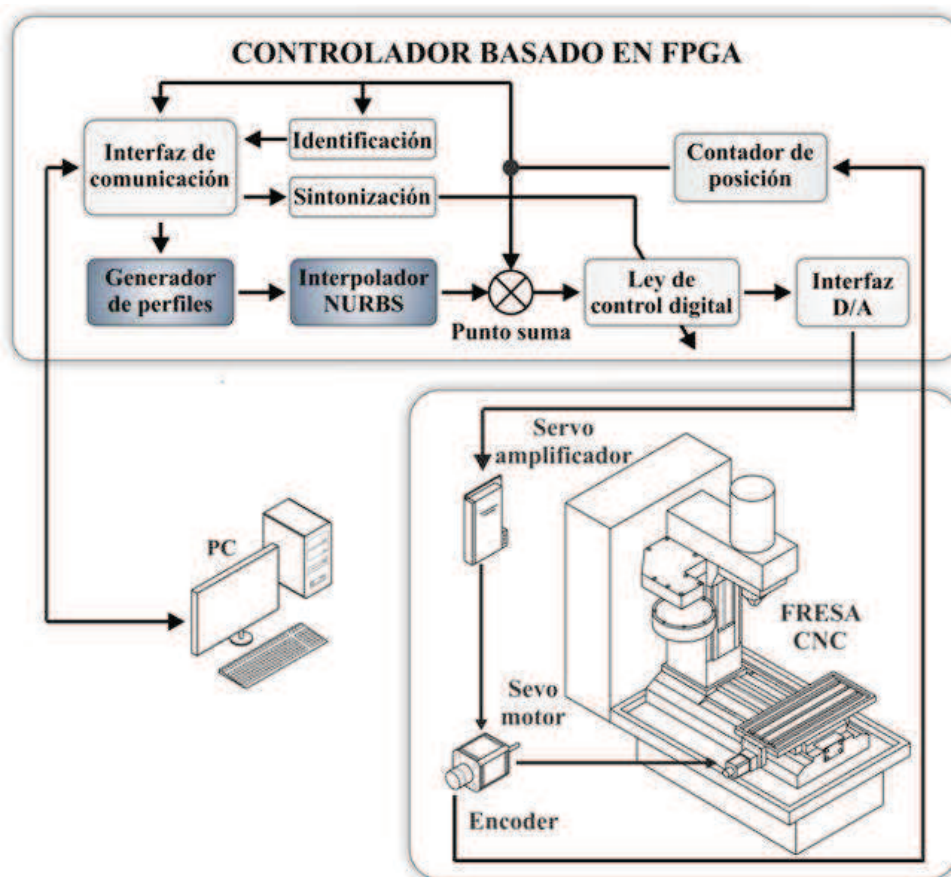 CONTROLADOR BASADO EN FPGA
Interfaz de
comunicación
Identificación
Sintonización
Contador de
posición
Generador
de perfiles
Interpolador
NURBS
Punto suma
Ley de
control digital
Interfaz
D/A
Servo
amplificador
PC
FRESA
CNC
Sevo
motor
Encoder